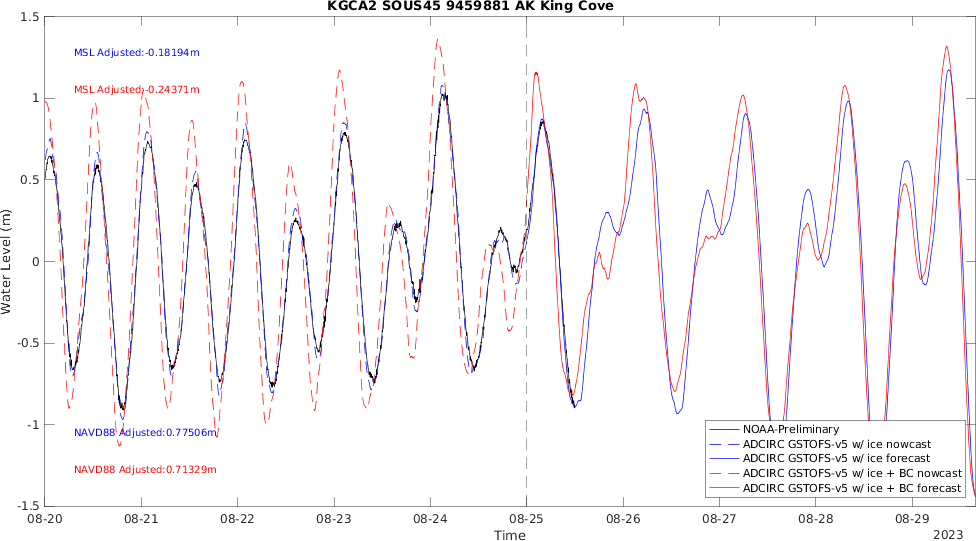 KGCA2 SOUS45 9459881 AK King Cove
Water Level (m)
1.5
1
0.5
0
-0.5
-1
-1.5
MSL Adjusted:-0.18194m
MSL Adjusted:-0.24371m
NAVD88 Adjusted:0.77506m
NAVD88 Adjusted:0.71329m
NOAA-Preliminary
ADCIRC GSTOFS-v5 w/ ice nowcast
ADCIRC GSTOFS-v5 w/ ice forecast
ADCIRC GSTOFS-v5 w/ ice + BC nowcast
ADCIRC GSTOFS-v5 w/ ice + BC forecast
08-20 08-21 08-22 08-23 08-24 08-25 08-26 08-27 08-28 08-29
Time
2023